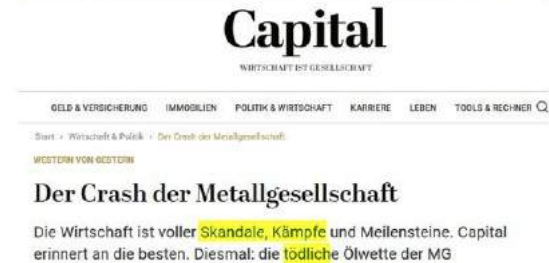 Capital
WIRTSCHAFT IST GESELLSCHAFT
GELD & VERSICHERUNG IMMOBILIEN POLITIK & WIRTSCHAFT KARRIERE LEBEN TOOLS & RECHNER
Start > Wirtschaft & Politik > Der Crash der Metallgesellschaft
WESTERN VON GESTERN
Der Crash der Metallgesellschaft
Die Wirtschaft ist voller Skandale, Kämpfe und Meilensteine. Capital
erinnert an die besten. Diesmal: die tödliche Ölwette der MG